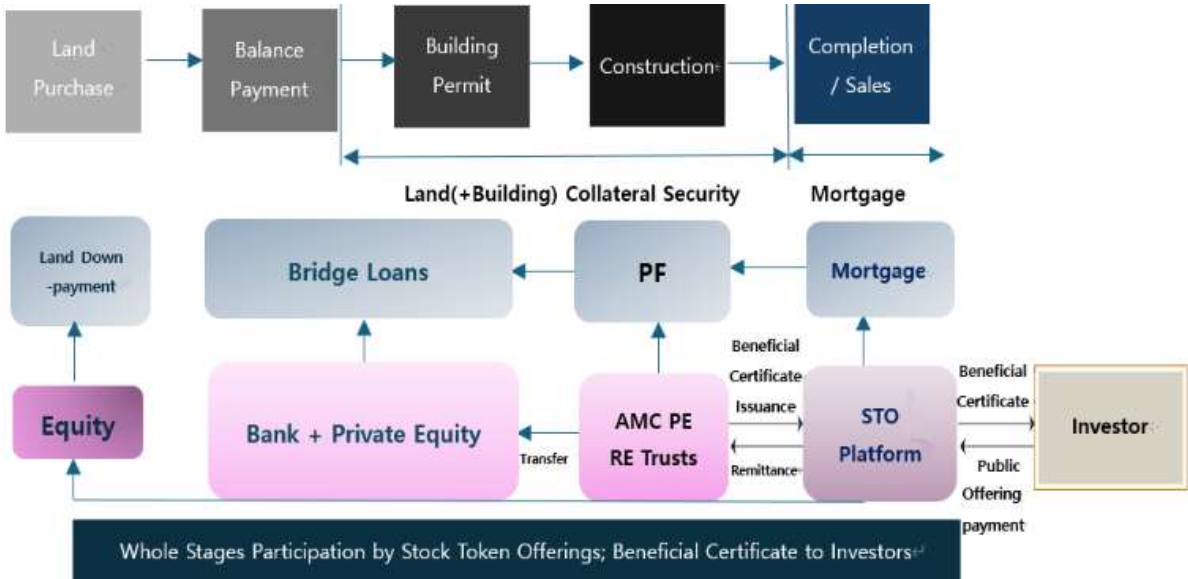 Land
Purchase
Balance
Payment
Building
Permit
Construction
Completion
/ Sales
Land(+Building) Collateral Security
Mortgage
Land Down
-payment
Bridge Loans
PF
Mortgage
Equity
Bank + Private Equity
Transfer
AMC PE
RE Trusts
Beneficial
Certificate
Issuance
Remittance
STO
Platform
Beneficial
Certificate
Public
Offering
payment
Investor
Whole Stages Participation by Stock Token Offerings; Beneficial Certificate to Investors